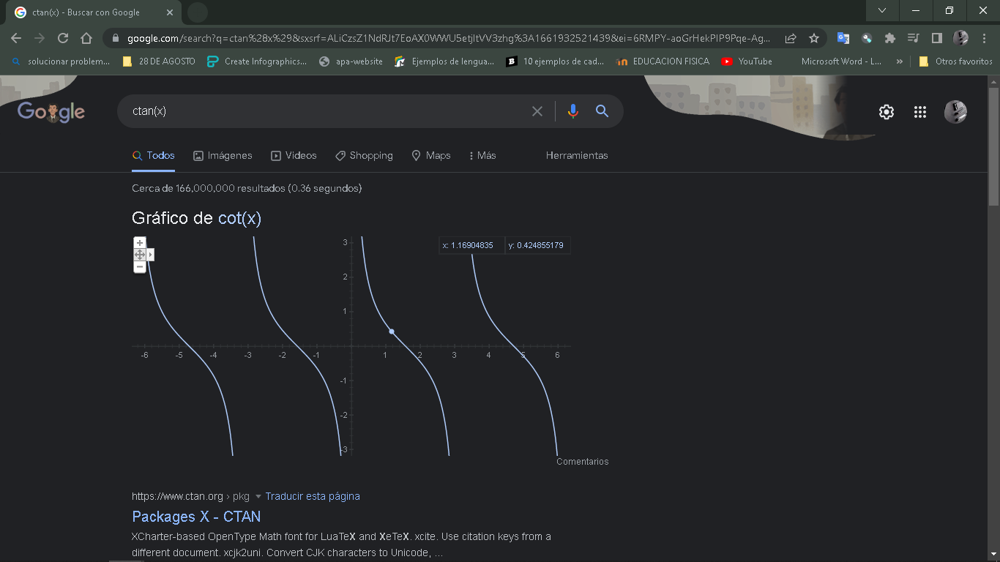 ctan(x) - Buscar con Google
google.com/search?q=ctan%28x%29&sxsrf=ALiCzsZ1NdRJt7EoAX0WWU5etjItVV3zhg%3A1661932521439&ei=6RMPY-aoGrHekPIP9Pqe-Ag...
solucionar problem... 28 DE AGOSTO Create Infographics... apa-website Ejemplos de lengua... 10 ejemplos de cad... EDUCACION FISICA YouTube Microsoft Word - L... » Otros favoritos
Google
ctan(x)
Todos Imágenes Videos Shopping Maps Más Herramientas
Cerca de 166,000,000 resultados (0.36 segundos)
Gráfico de cot(x)
x: 1.16904835 y: 0.424855179
3
2
1
-6 -5 -4 -3 -2 -1 1 2 3 4 5 6
-1
-2
-3
Comentarios
https://www.ctan.org › pkg Traducir esta página
Packages X - CTAN
XCharter-based OpenType Math font for LuaTeX and XeTeX. xcite. Use citation keys from a
different document. xcjk2uni. Convert CJK characters to Unicode, ...